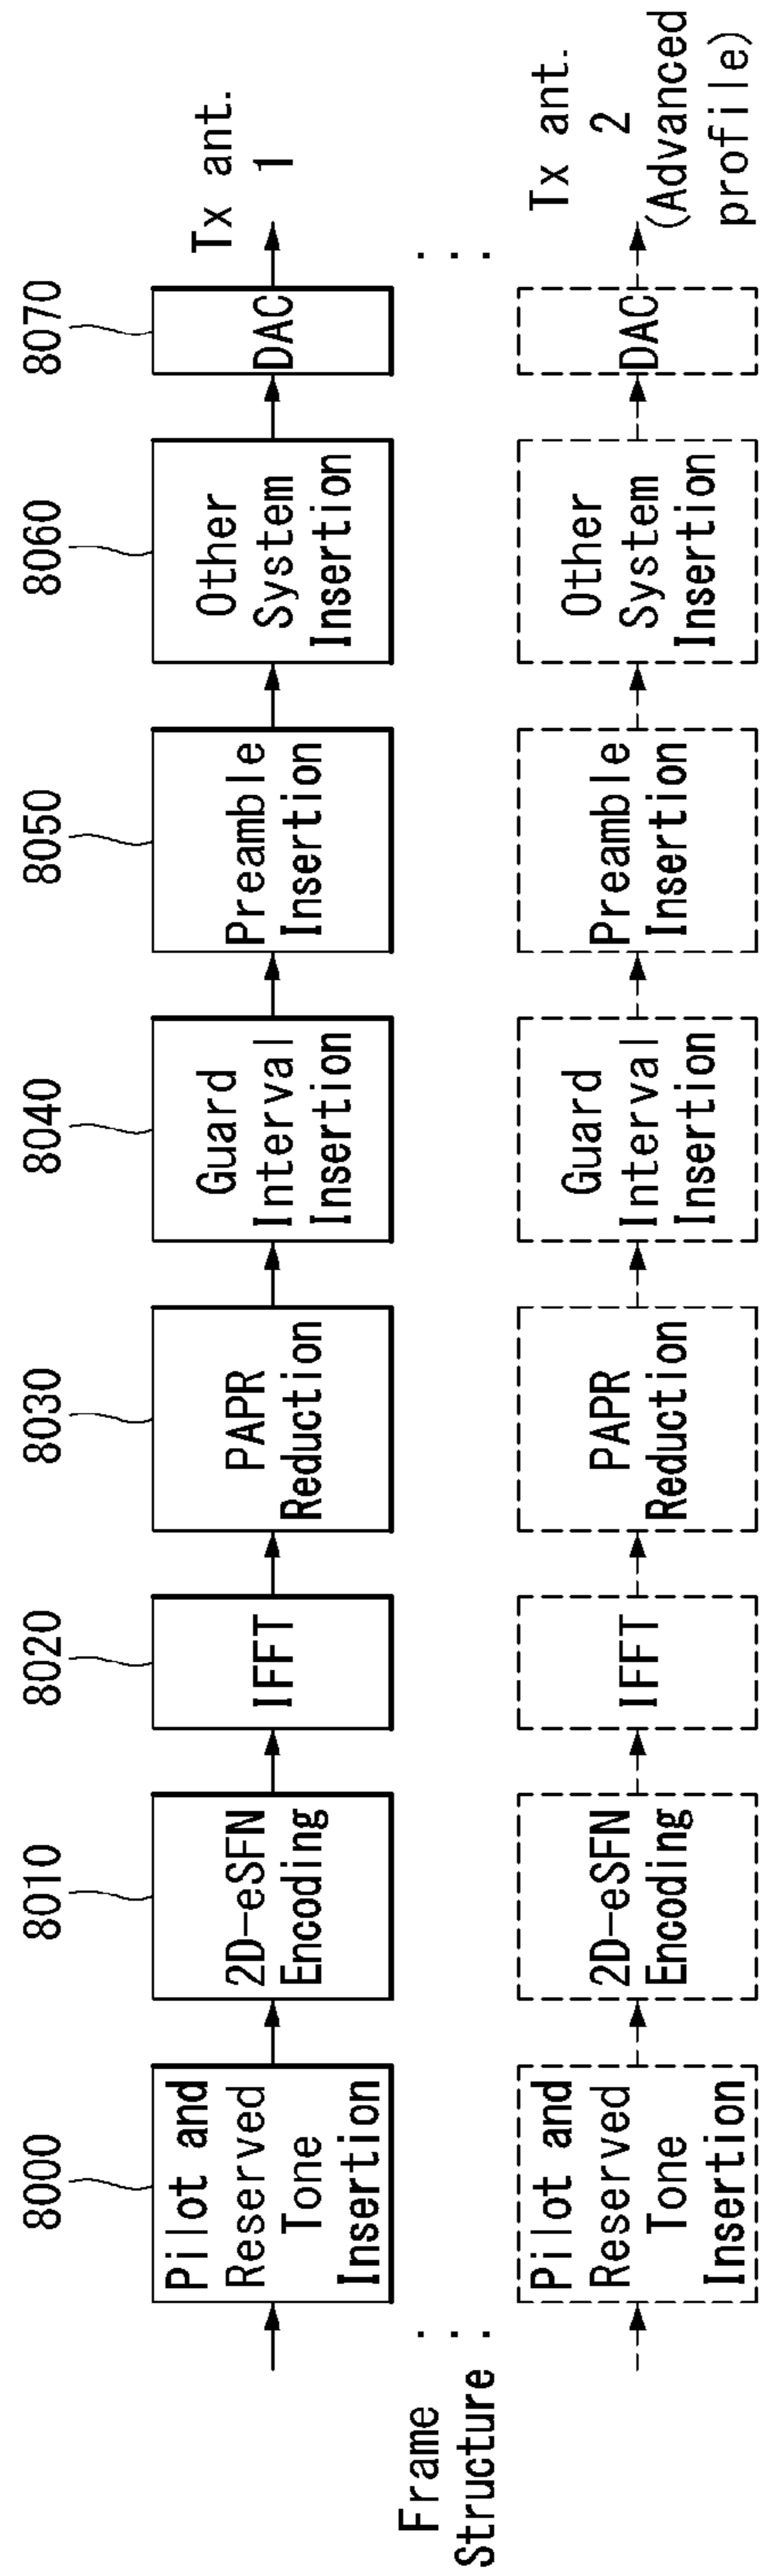 8000
8010
8020
8030
8040
8050
8060
8070
Pilot and
Reserved
Tone
Insertion
2D-eSFN
Encoding
IFFT
PAPR
Reduction
Guard
Interval
Insertion
Preamble
Insertion
Other
System
Insertion
DAC
Tx ant.
1
Frame
Structure
...
...
Pilot and
Reserved
Tone
Insertion
2D-eSFN
Encoding
IFFT
PAPR
Reduction
Guard
Interval
Insertion
Preamble
Insertion
Other
System
Insertion
DAC
Tx ant.
2
(Advanced
profile)